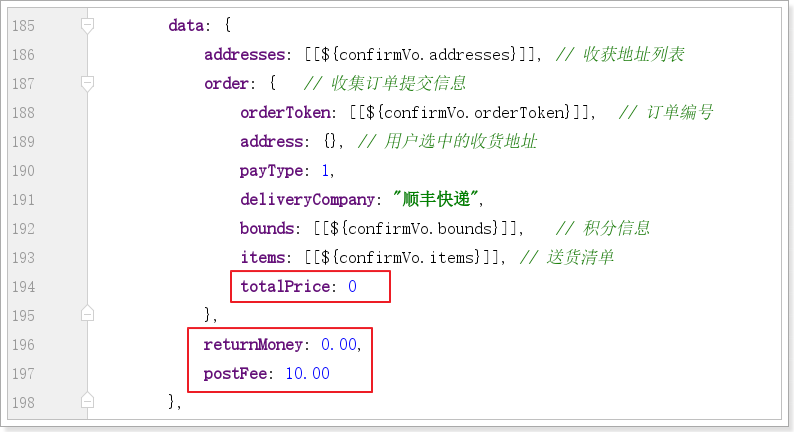 185 data: {
186 addresses: [[${confirmVo.addresses}]], // 收获地址列表
187 order: { // 收集订单提交信息
188 orderToken: [[${confirmVo.orderToken}]], // 订单编号
189 address: {}, // 用户选中的收货地址
190 payType: 1,
191 deliveryCompany: "顺丰快递",
192 bounds: [[${confirmVo.bounds}]], // 积分信息
193 items: [[${confirmVo.items}]], // 送货清单
194 totalPrice: 0
195 },
196 returnMoney: 0.00,
197 postFee: 10.00
198 },